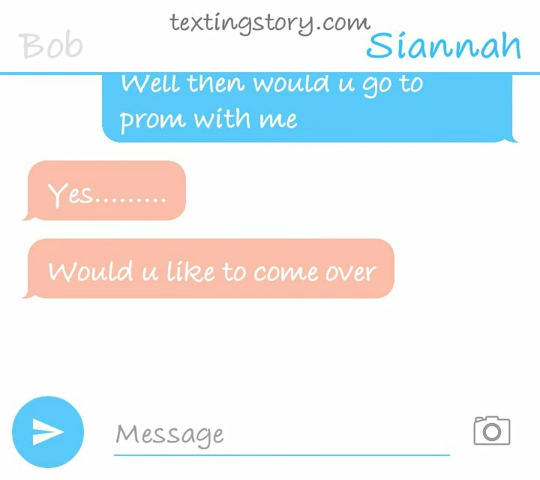 textingstory.com
Bob
Siannah
Well then would u go to
prom with me
Yes.........
Would u like to come over
Message